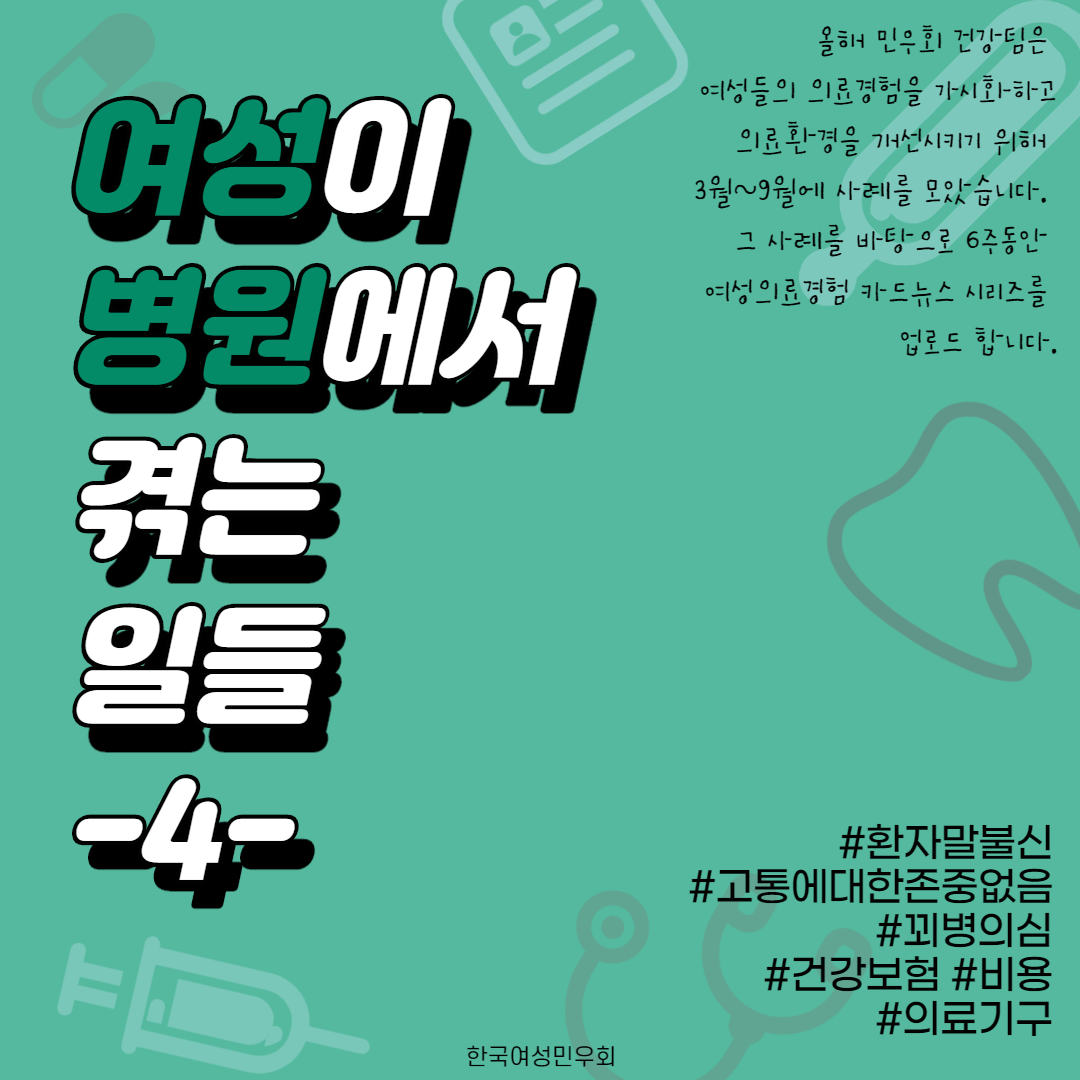 올해 민우회 건강팀은
여성들의 의료경험을 가시화하고
의료환경을 개선시키기 위해
3월~9월에 사례를 모았습니다.
그 사례를 바탕으로 6주동안
여성의료경험 카드뉴스 시리즈를
업로드 합니다.
여성이
병원에서
겪는
일들
-4-
#환자말불신
#고통에대한존중없음
#꾀병의심
#건강보험 #비용
#의료기구
한국여성민우회